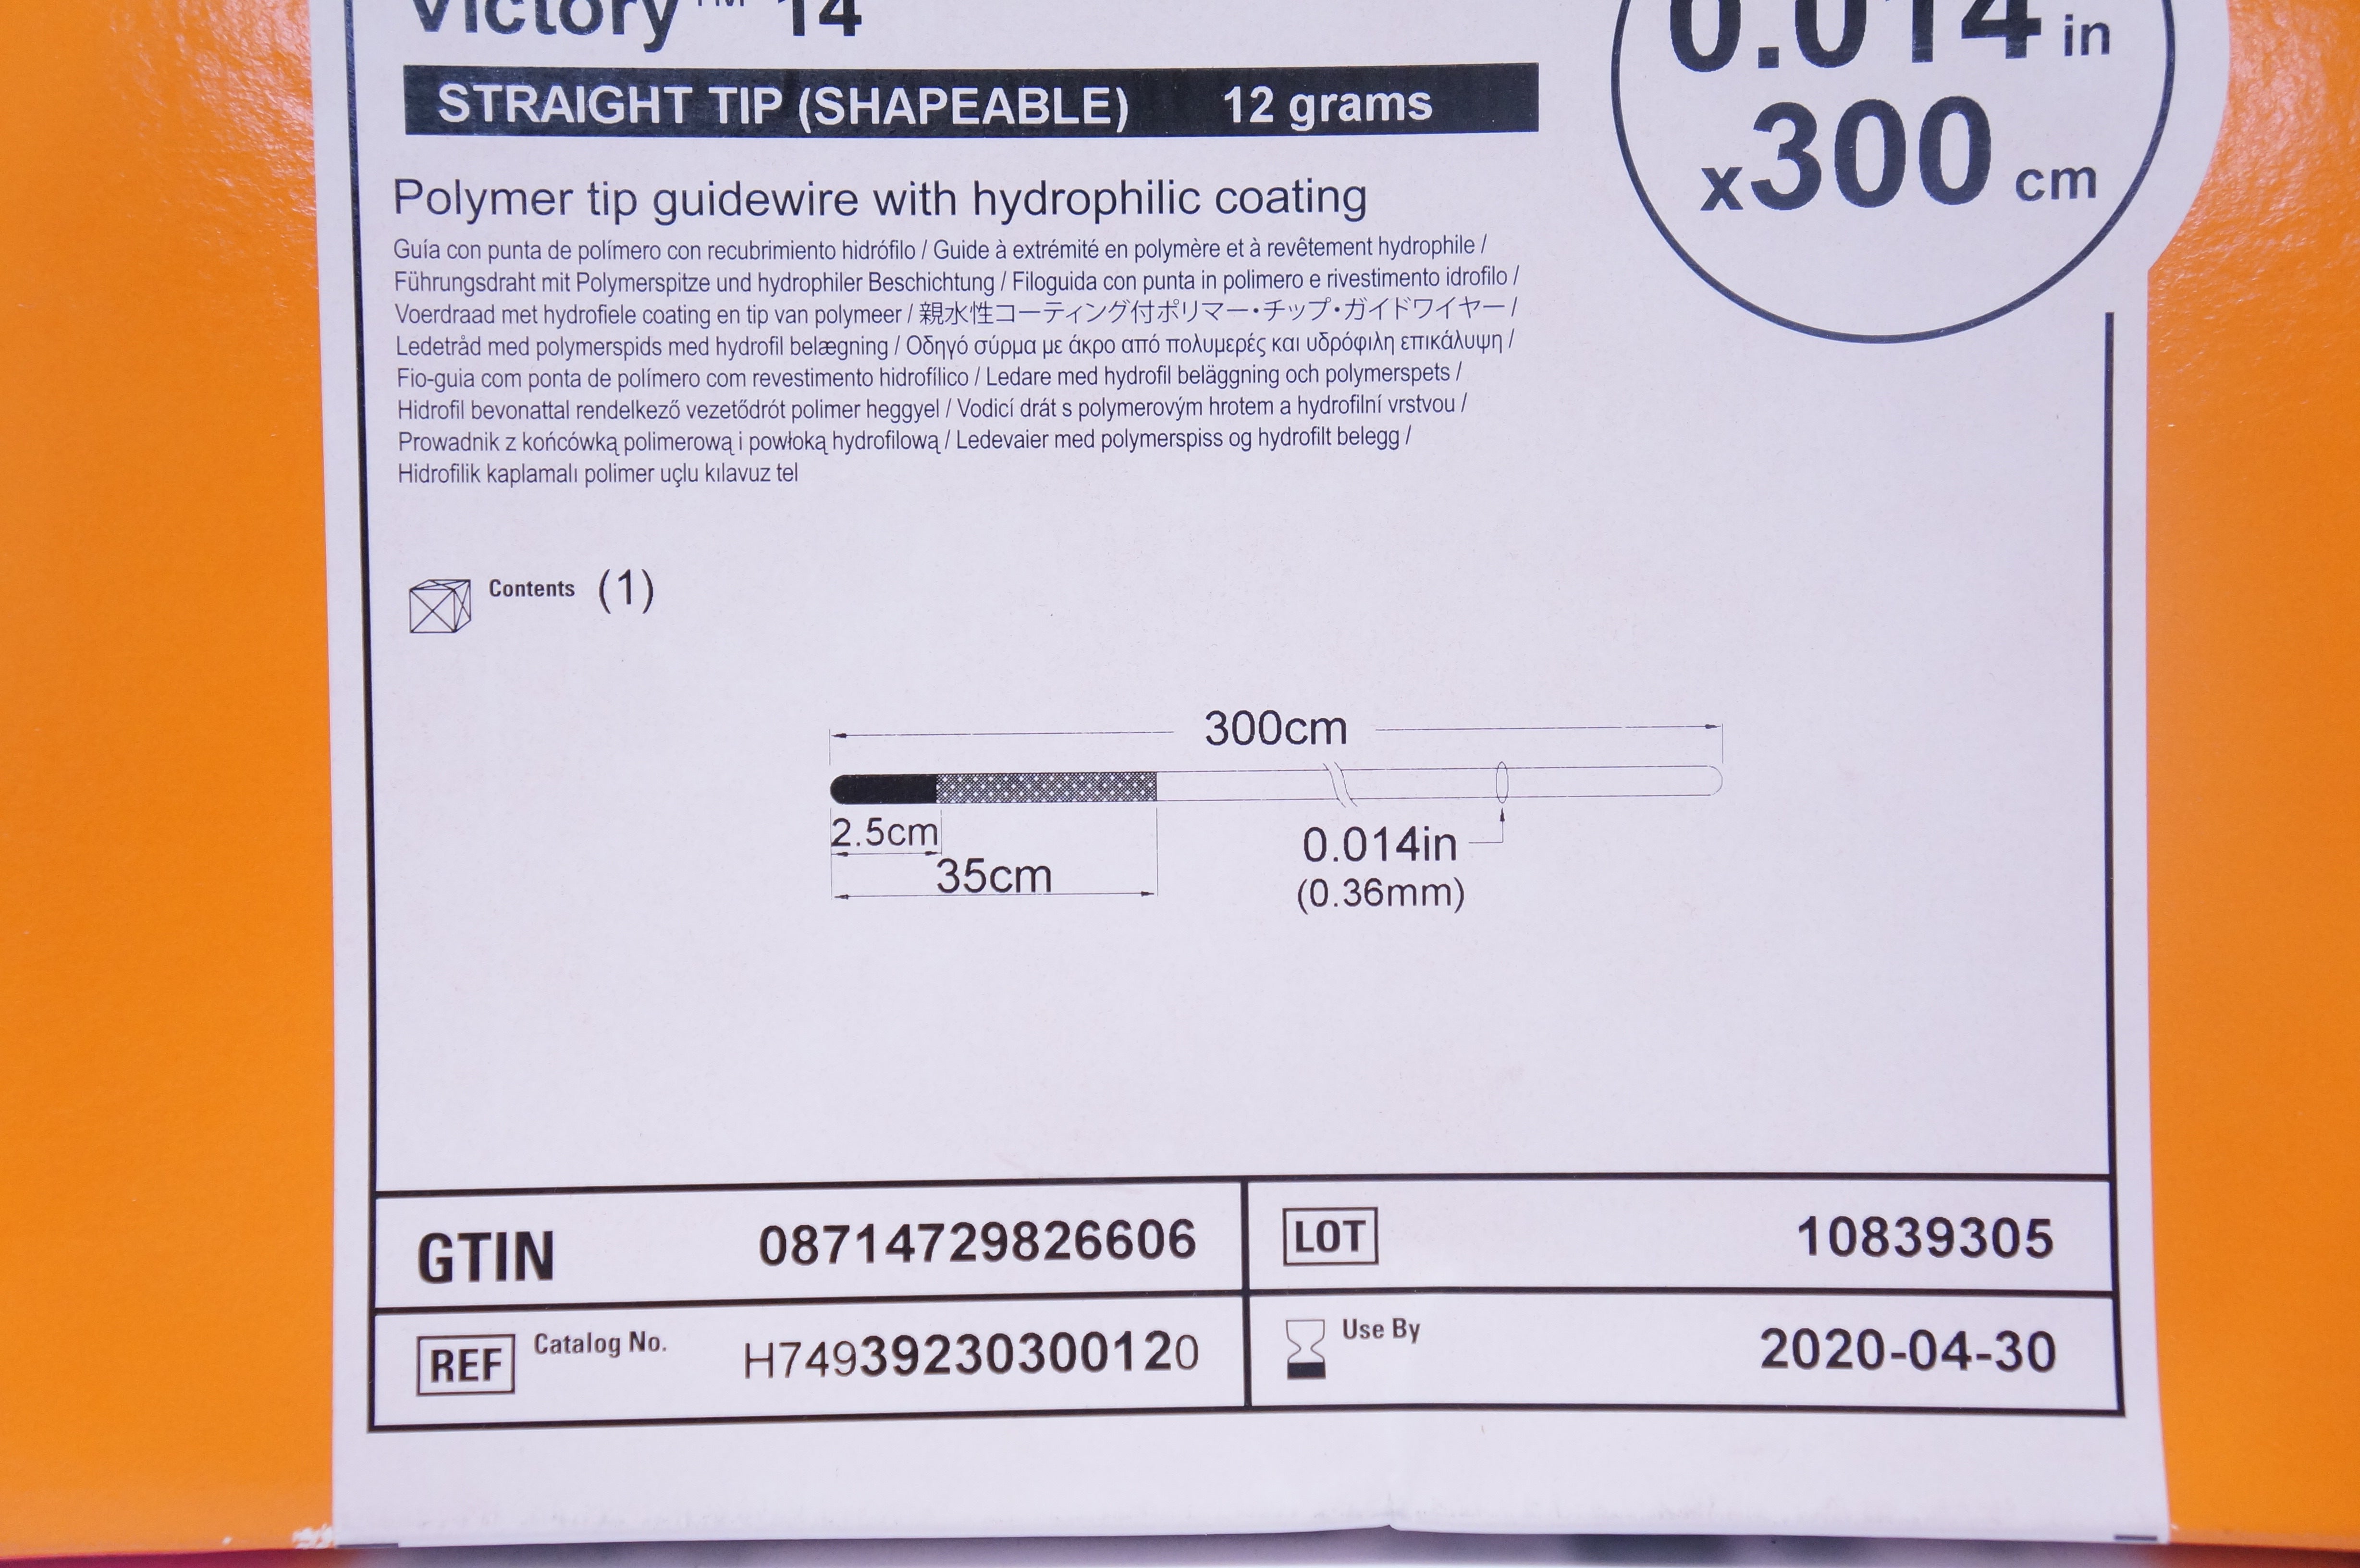 Victory™ 14
0.014 in
x300 cm
STRAIGHT TIP (SHAPEABLE) 12 grams
Polymer tip guidewire with hydrophilic coating
Guía con punta de polímero con recubrimiento hidrófilo / Guide à extrémité en polymère et à revêtement hydrophile /
Führungsdraht mit Polymerspitze und hydrophiler Beschichtung / Filoguida con punta in polimero e rivestimento idrofilo /
Voerdraad met hydrofiele coating en tip van polymeer / 親水性コーティング付ポリマー・チップ・ガイドワイヤー /
Ledetråd med polymerspids med hydrofil belægning / Οδηγό σύρμα με άκρο από πολυμερές και υδρόφιλη επικάλυψη /
Fio-guia com ponta de polímero com revestimento hidrofílico / Ledare med hydrofil beläggning och polymerspets /
Hidrofil bevonattal rendelkező vezetődrót polimer heggyel / Vodicí drát s polymerovým hrotem a hydrofilní vrstvou /
Prowadnik z końcówką polimerową i powłoką hydrofilową / Ledevaier med polymerspiss og hydrofilt belegg /
Hidrofilik kaplamalı polimer uçlu kılavuz tel
Contents (1)
300cm
2.5cm
35cm
0.014in
(0.36mm)
GTIN 08714729826606
LOT 10839305
REF Catalog No. H74939230300120
Use By 2020-04-30